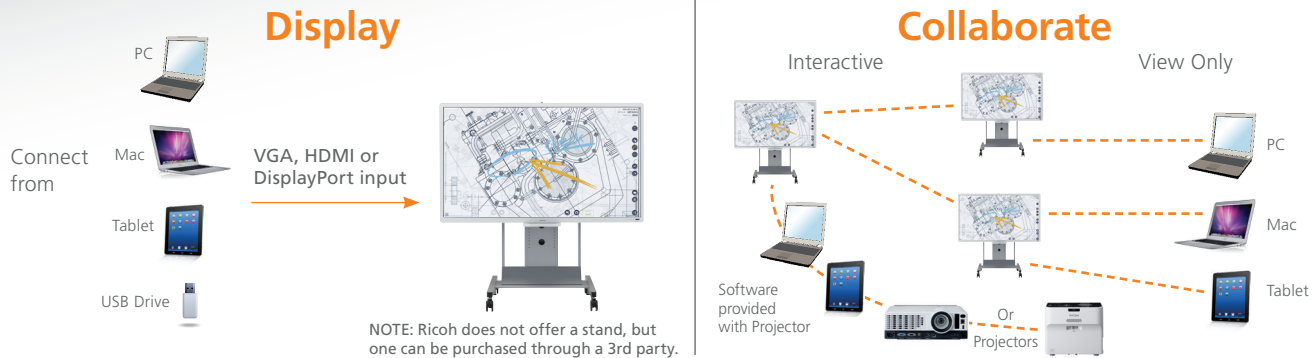 Display
PC
Connect
from
Mac
VGA, HDMI or
DisplayPort input
Tablet
USB Drive
NOTE: Ricoh does not offer a stand, but
one can be purchased through a 3rd party.
Collaborate
Interactive
View Only
PC
Mac
Tablet
Software
provided
with Projector
Or
Projectors